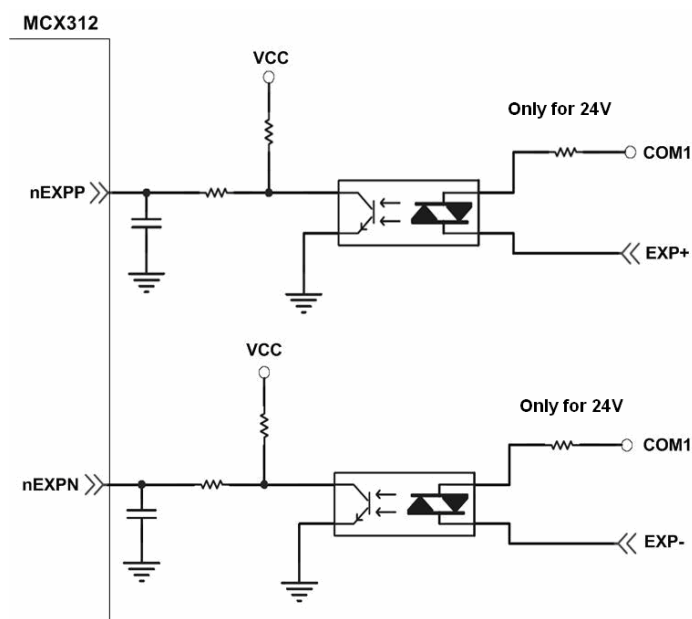 MCX312
VCC
Only for 24V
COM1
nEXPP
EXP+
VCC
Only for 24V
COM1
nEXPN
EXP-